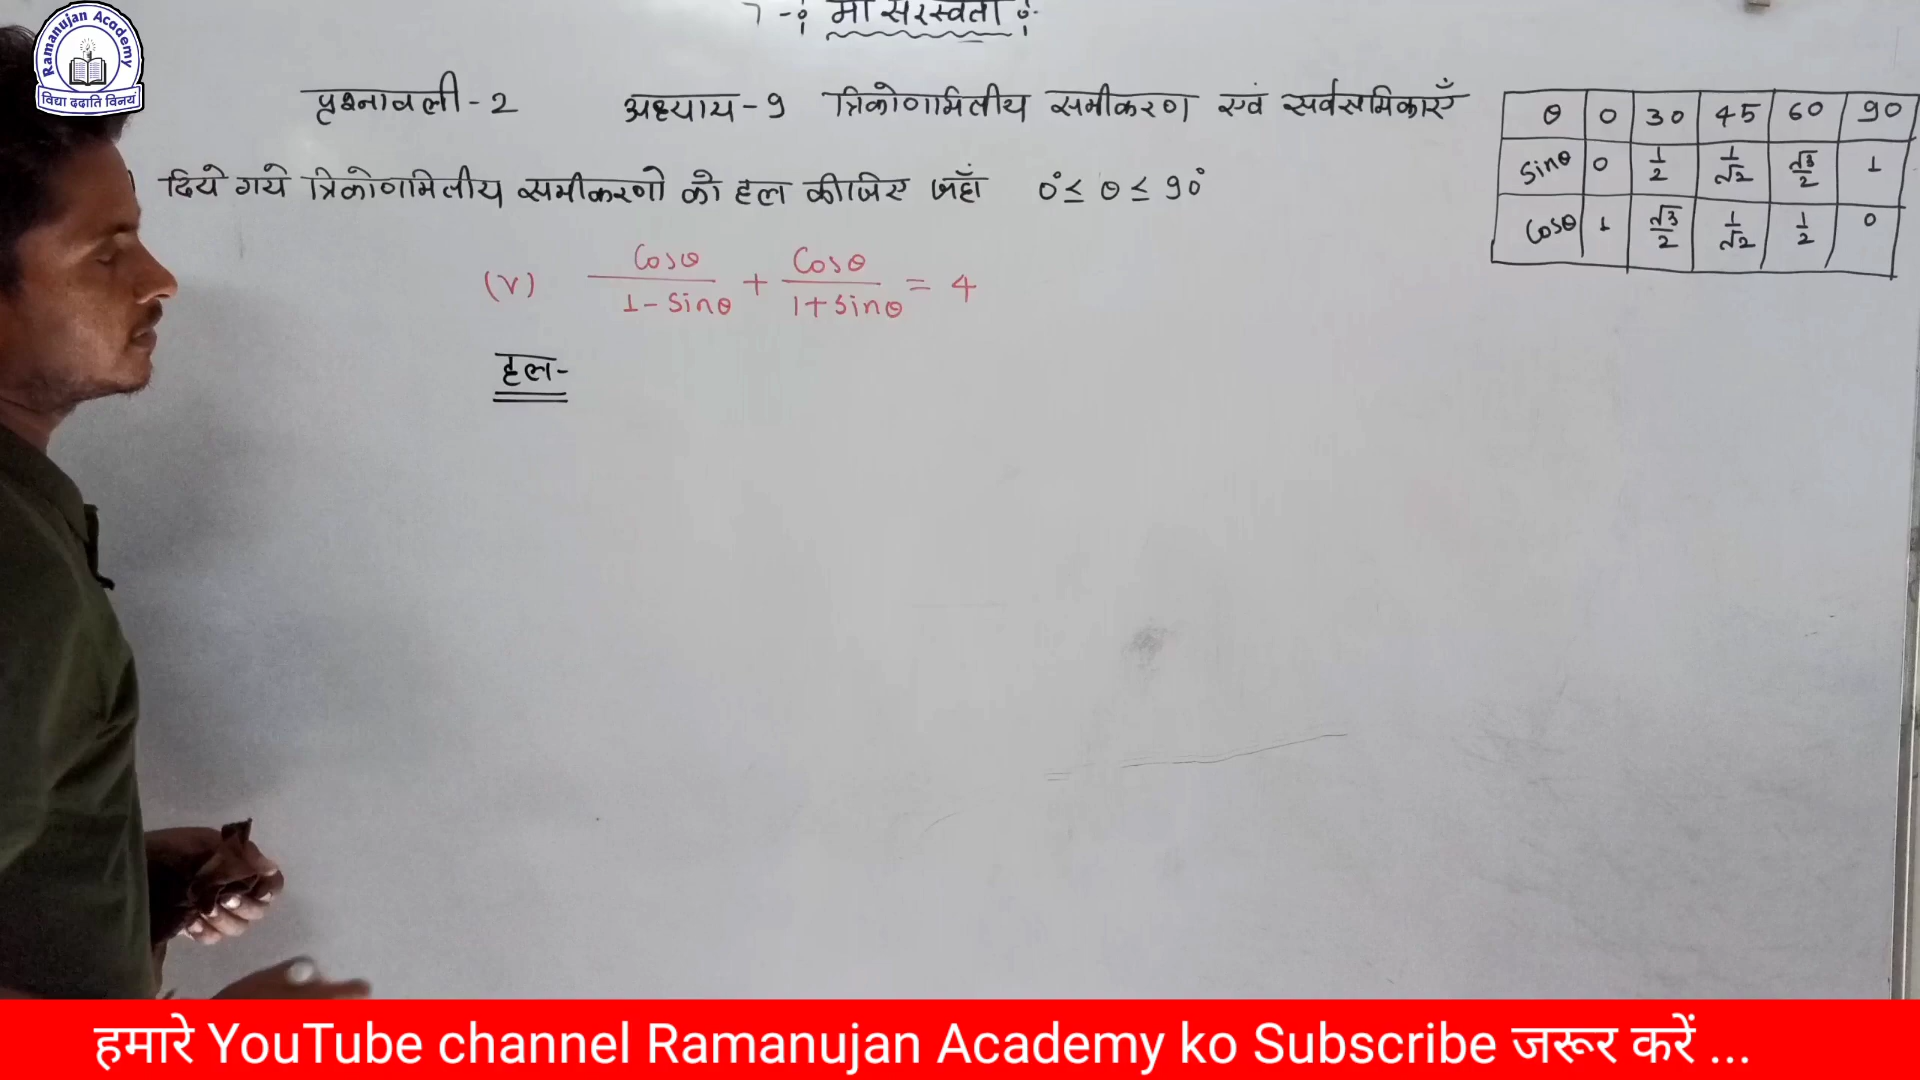 Ramanujan Academy
विद्या ददाति विनयं
माँ सरस्वती
प्रश्नावली - 2 अध्याय - 9 त्रिकोणमितीय समीकरण एवं सर्वसमिकाएँ
दिये गये त्रिकोणमितीय समीकरणों को हल कीजिए जहाँ 0° ≤ θ ≤ 90°
(v) Cosθ/(1 - Sinθ) + Cosθ/(1 + Sinθ) = 4
हल-
θ 0 30 45 60 90
Sinθ 0 1/2 1/√2 √3/2 1
Cosθ 1 √3/2 1/√2 1/2 0
हमारे YouTube channel Ramanujan Academy ko Subscribe जरूर करें ...